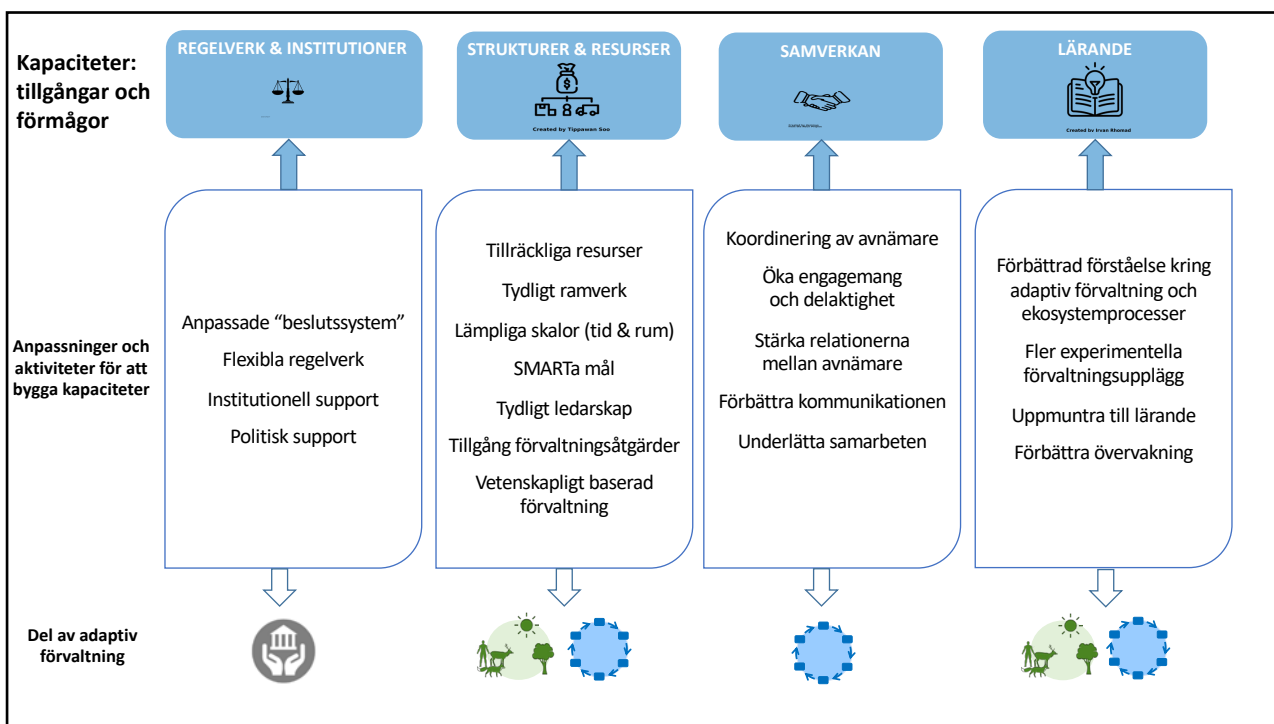 Kapaciteter:
tillgångar och
förmågor
REGELVERK & INSTITUTIONER
STRUKTURER & RESURSER
Created by Tippawan Soo
SAMVERKAN
LÄRANDE
Created by Irvan Rhomad
Anpassninger och
aktiviteter för att
bygga kapaciteter
Anpassade “beslutssystem”
Flexibla regelverk
Institutionell support
Politisk support
Tillräckliga resurser
Tydligt ramverk
Lämpliga skalor (tid & rum)
SMARTa mål
Tydligt ledarskap
Tillgång förvaltningsåtgärder
Vetenskapligt baserad
förvaltning
Koordinering av avnämare
Öka engagemang
och delaktighet
Stärka relationerna
mellan avnämare
Förbättra kommunikationen
Underlätta samarbeten
Förbättrad förståelse kring
adaptiv förvaltning och
ekosystemprocesser
Fler experimentella
förvaltningsupplägg
Uppmuntra till lärande
Förbättra övervakning
Del av adaptiv
förvaltning